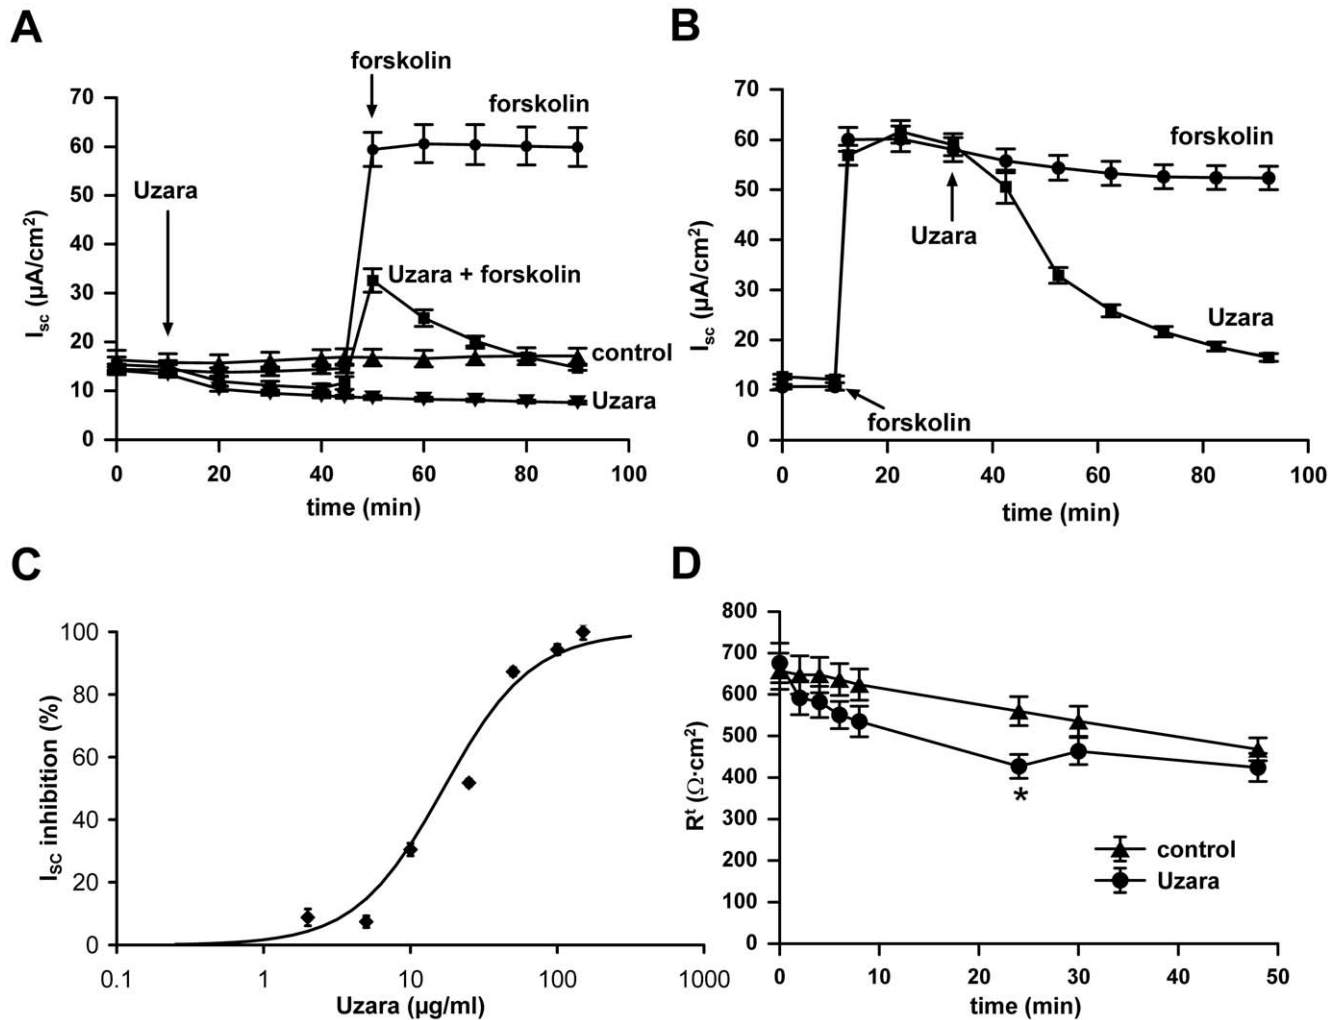 A
forskolin
70
forskolin
60
Uzara
50
40
30
Uzara + forskolin
20
control
10
Uzara
0
0 20 40 60 80 100
time (min)
Isc (µA/cm²)
B
70
forskolin
60
50
Uzara
40
30
Uzara
20
10
forskolin
0
0 20 40 60 80 100
time (min)
Isc (µA/cm²)
C
100
80
60
40
20
0
0.1 1 10 100 1000
Uzara (µg/ml)
ISC inhibition (%)
D
800
700
600
500
400
*
300
control
200
Uzara
100
0
0 10 20 30 40 50
time (min)
Rᵗ (Ω·cm²)